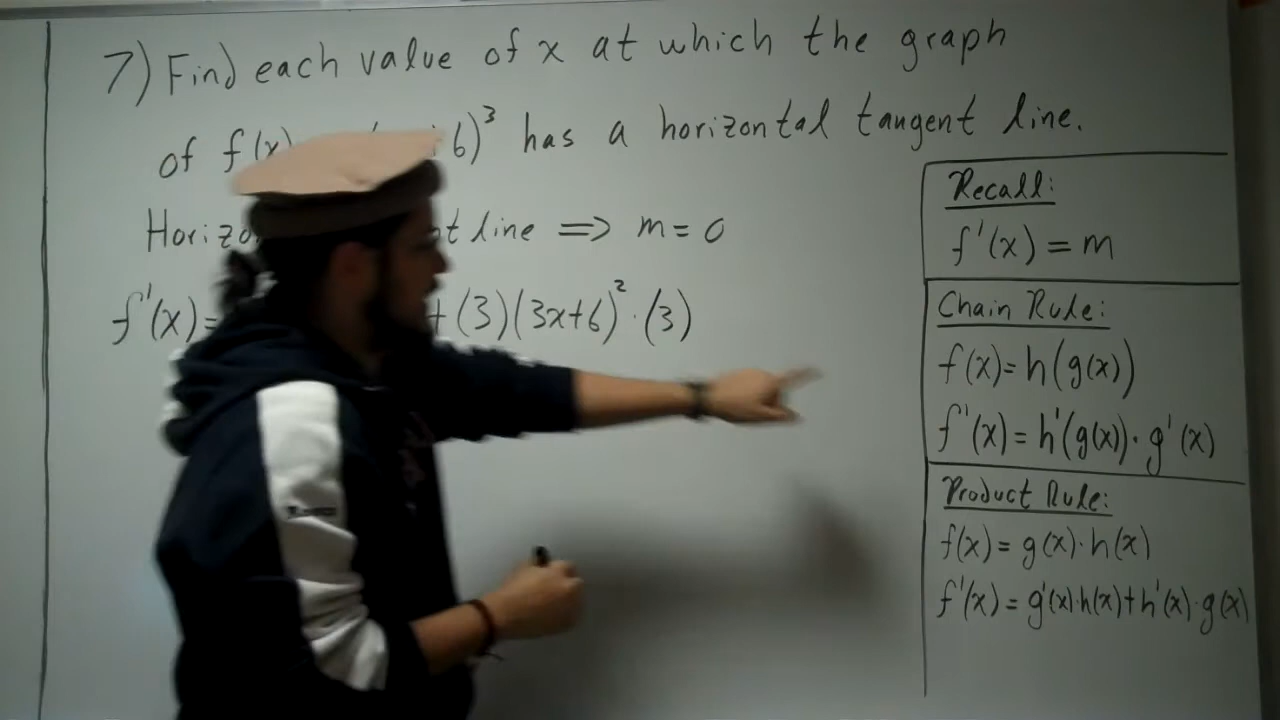 7) Find each value of x at which the graph
of f(x) 6)³ has a horizontal tangent line.
line ⟹ m = 0
f'(x) = + (3)(3x+6)²·(3)
Recall:
f'(x) = m
Chain Rule:
f(x) = h(g(x))
f'(x) = h'(g(x))·g'(x)
Product Rule:
f(x) = g(x)·h(x)
f'(x) = g'(x)·h(x)+h'(x)·g(x)